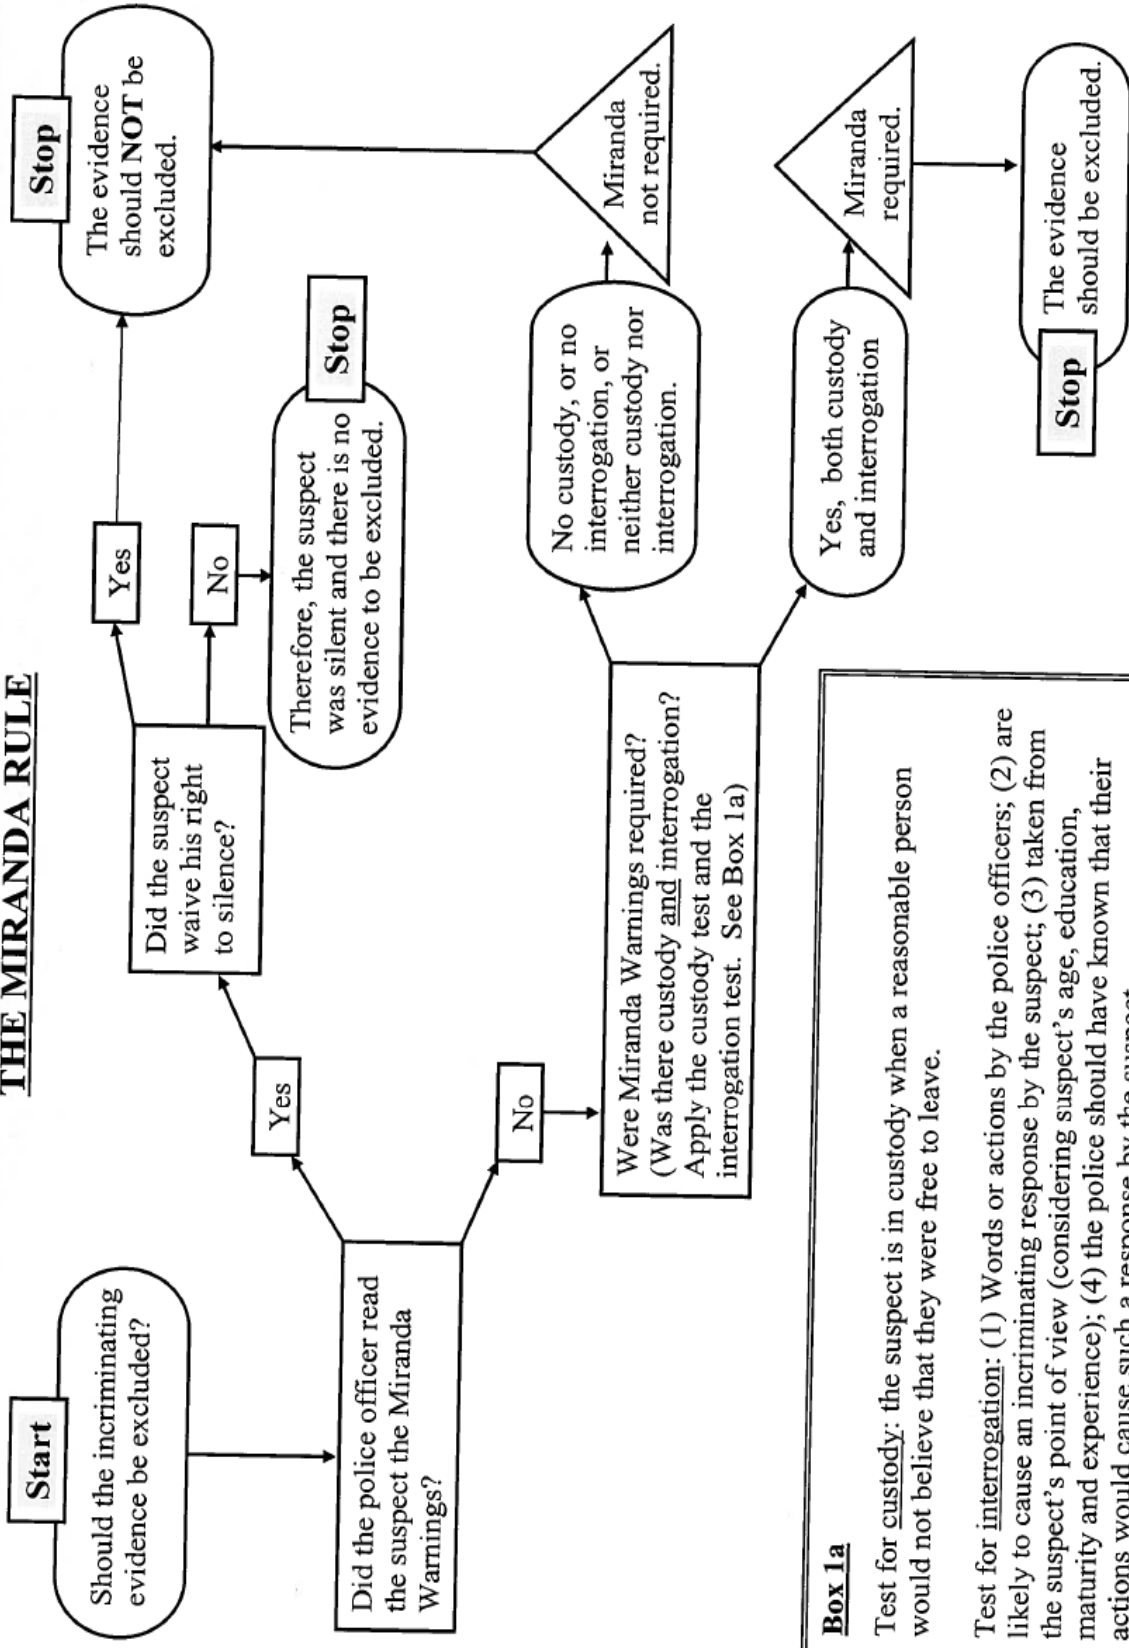 THE MIRANDA RULE
Start
Should the incriminating
evidence be excluded?
Did the police officer read
the suspect the Miranda
Warnings?
Yes
No
Did the suspect
waive his right
to silence?
Yes
No
Stop
The evidence
should NOT be
excluded.
Therefore, the suspect
was silent and there is no
evidence to be excluded.
Stop
Were Miranda Warnings required?
(Was there custody and interrogation?
Apply the custody test and the
interrogation test. See Box 1a)
No custody, or no
interrogation, or
neither custody nor
interrogation.
Miranda
not required.
Yes, both custody
and interrogation
Miranda
required.
Stop
The evidence
should be excluded.
Box 1a
Test for custody: the suspect is in custody when a reasonable person
would not believe that they were free to leave.
Test for interrogation: (1) Words or actions by the police officers; (2) are
likely to cause an incriminating response by the suspect; (3) taken from
the suspect's point of view (considering suspect's age, education,
maturity and experience); (4) the police should have known that their
actions would cause such a response by the suspect